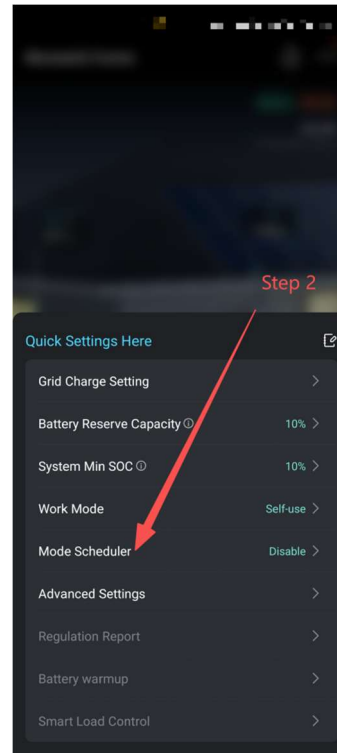 Step 2
Quick Settings Here
Grid Charge Setting
Battery Reserve Capacity 10%
System Min SOC 10%
Work Mode Self-use
Mode Scheduler Disable
Advanced Settings
Regulation Report
Battery warmup
Smart Load Control